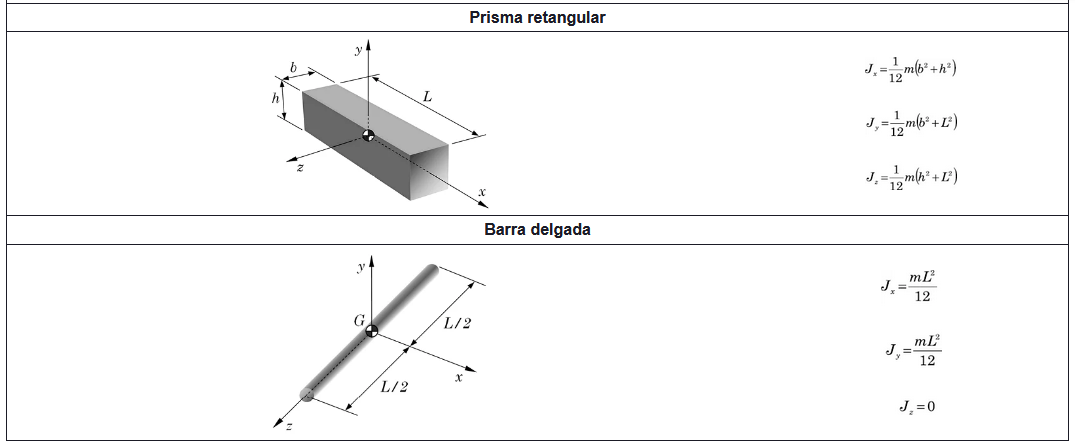 Prisma retangular
y
b
h
L
z
x
J_x = 1/12 m(b² + h²)
J_y = 1/12 m(b² + L²)
J_z = 1/12 m(h² + L²)
Barra delgada
y
G
L/2
x
L/2
z
J_x = mL²/12
J_y = mL²/12
J_z = 0